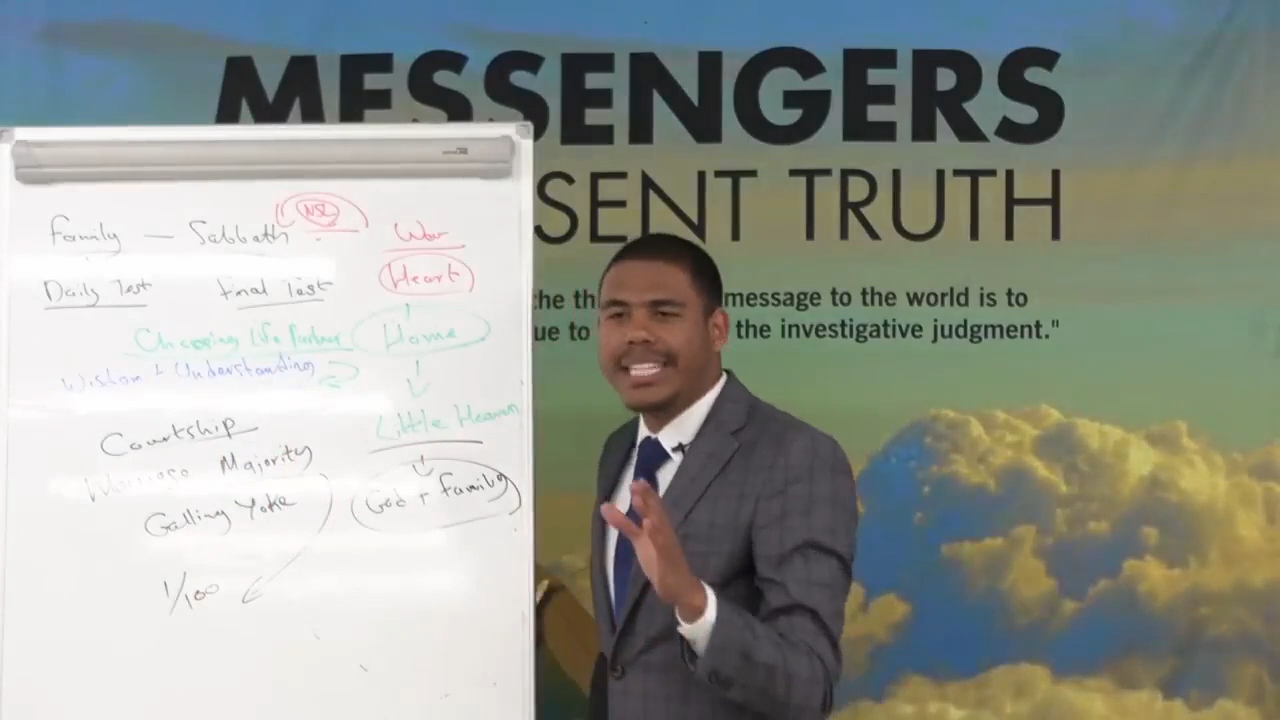 MESSENGERS
SENT TRUTH
the th message to the world is to
ue to the investigative judgment."
Family — Sabbath NSL War
Daily Test Final Test Heart
Choosing Life Partner Home
Wisdom + Understanding
Little Heaven
Courtship
Majority
God + Family
Galling Yoke
1/100